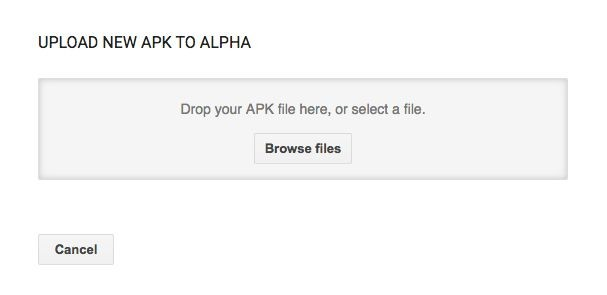 UPLOAD NEW APK TO ALPHA
Drop your APK file here, or select a file.
Browse files
Cancel